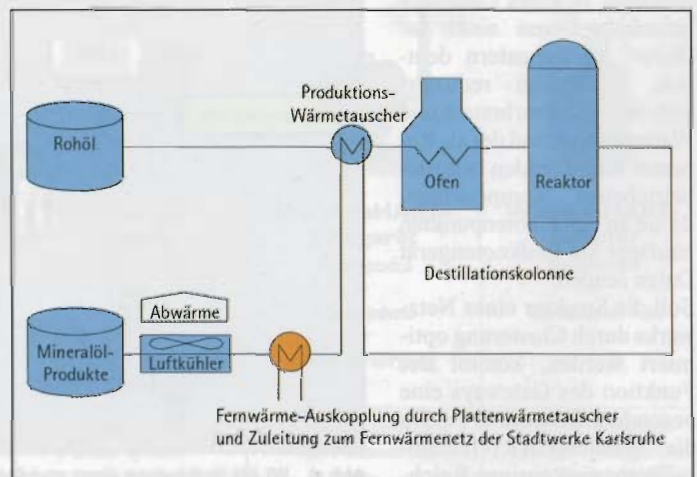 Produktions-
Wärmetauscher
Rohöl
Ofen
Reaktor
Destillationskolonne
Abwärme
Mineralöl-
Produkte
Luftkühler
Fernwärme-Auskopplung durch Plattenwärmetauscher
und Zuleitung zum Fernwärmenetz der Stadtwerke Karlsruhe